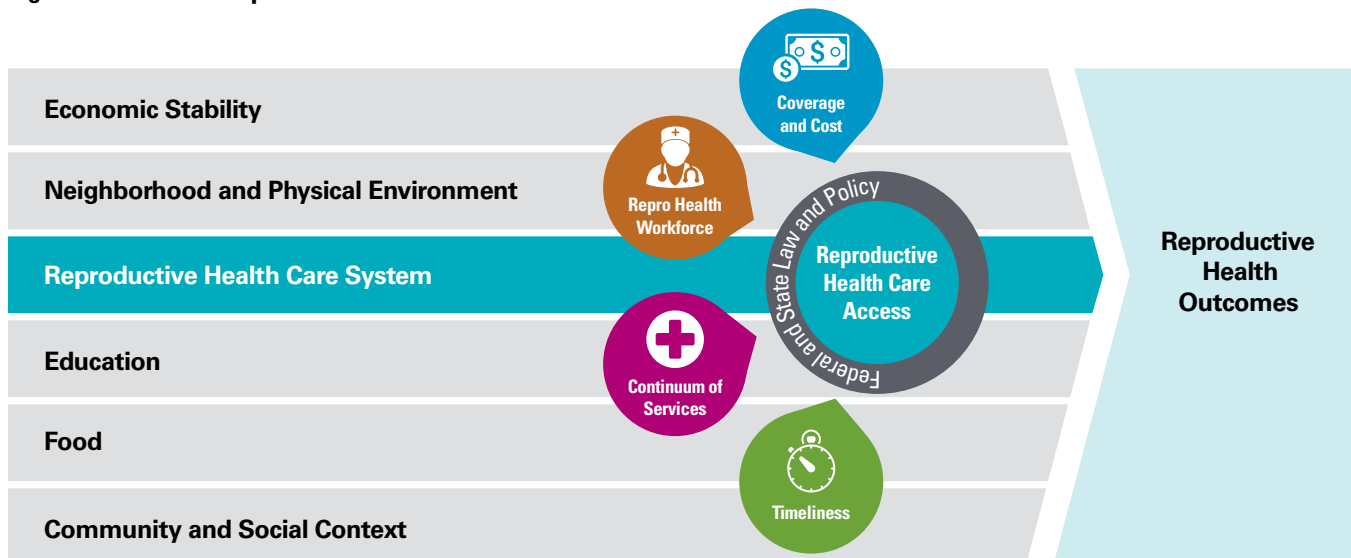 Economic Stability
Neighborhood and Physical Environment
Reproductive Health Care System
Education
Food
Community and Social Context
Coverage
and Cost
Repro Health
Workforce
Continuum of
Services
Timeliness
Federal and State Law and Policy
Reproductive
Health Care
Access
Reproductive
Health
Outcomes